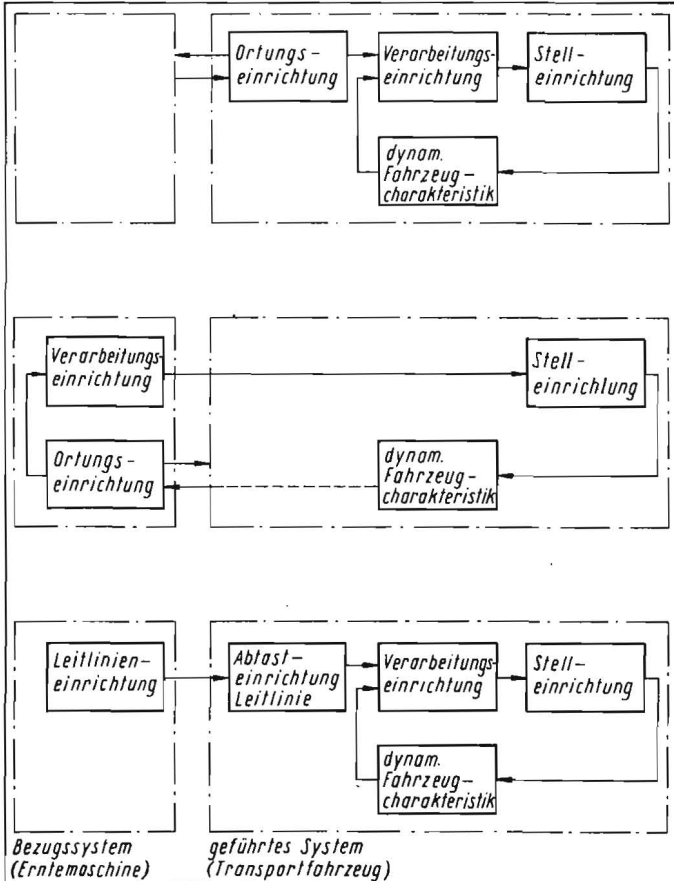 Ortungs-
einrichtung
Verarbeitungs-
einrichtung
Stell-
einrichtung
dynam.
Fahrzeug-
charakteristik
Verarbeitungs-
einrichtung
Stell-
einrichtung
Ortungs-
einrichtung
dynam.
Fahrzeug-
charakteristik
Leitlinien-
einrichtung
Abtast-
einrichtung
Leitlinie
Verarbeitungs-
einrichtung
Stell-
einrichtung
dynam.
Fahrzeug-
charakteristik
Bezugssystem
(Erntemaschine)
geführtes System
(Transportfahrzeug)